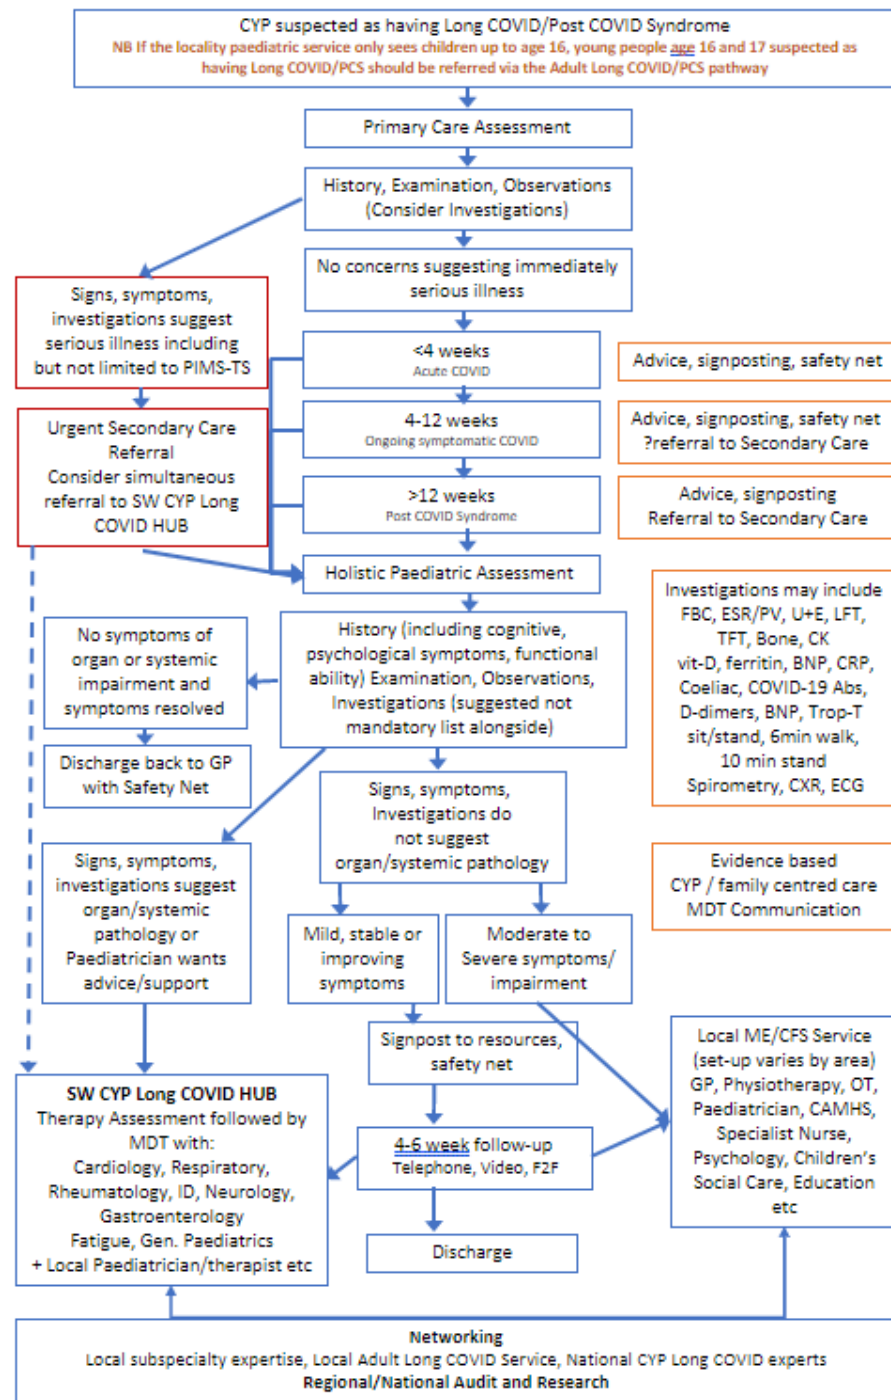 CYP suspected as having Long COVID/Post COVID Syndrome
NB If the locality paediatric service only sees children up to age 16, young people age 16 and 17 suspected as
having Long COVID/PCS should be referred via the Adult Long COVID/PCS pathway
Primary Care Assessment
History, Examination, Observations
(Consider Investigations)
No concerns suggesting immediately
serious illness
Signs, symptoms,
investigations suggest
serious illness including
but not limited to PIMS-TS
<4 weeks
Acute COVID
Advice, signposting, safety net
Urgent Secondary Care
Referral
Consider simultaneous
referral to SW CYP Long
COVID HUB
4-12 weeks
Ongoing symptomatic COVID
Advice, signposting, safety net
?referral to Secondary Care
>12 weeks
Post COVID Syndrome
Advice, signposting
Referral to Secondary Care
Holistic Paediatric Assessment
Investigations may include
FBC, ESR/PV, U+E, LFT,
TFT, Bone, CK
vit-D, ferritin, BNP, CRP,
Coeliac, COVID-19 Abs,
D-dimers, BNP, Trop-T
sit/stand, 6min walk,
10 min stand
Spirometry, CXR, ECG
No symptoms of
organ or systemic
impairment and
symptoms resolved
History (including cognitive,
psychological symptoms, functional
ability) Examination, Observations,
Investigations (suggested not
mandatory list alongside)
Discharge back to GP
with Safety Net
Signs, symptoms,
Investigations do
not suggest
organ/systemic pathology
Signs, symptoms,
investigations suggest
organ/systemic
pathology or
Paediatrician wants
advice/support
Evidence based
CYP / family centred care
MDT Communication
Mild, stable or
improving
symptoms
Moderate to
Severe symptoms/
impairment
Signpost to resources,
safety net
Local ME/CFS Service
(set-up varies by area)
GP, Physiotherapy, OT,
Paediatrician, CAMHS,
Specialist Nurse,
Psychology, Children's
Social Care, Education
etc
SW CYP Long COVID HUB
Therapy Assessment followed by
MDT with:
Cardiology, Respiratory,
Rheumatology, ID, Neurology,
Gastroenterology
Fatigue, Gen. Paediatrics
+ Local Paediatrician/therapist etc
4-6 week follow-up
Telephone, Video, F2F
Discharge
Networking
Local subspecialty expertise, Local Adult Long COVID Service, National CYP Long COVID experts
Regional/National Audit and Research